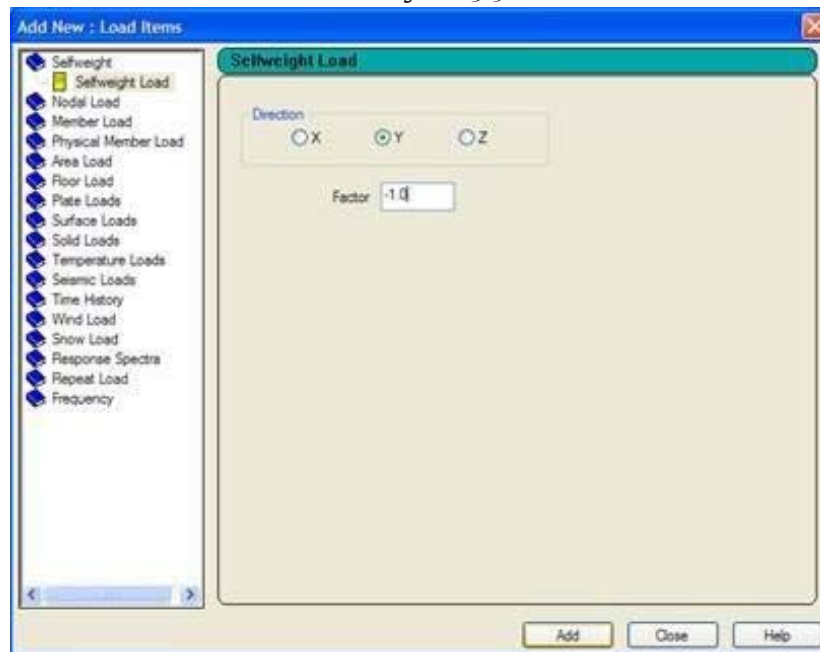 Add New : Load Items
Selfweight
Selfweight Load
Nodal Load
Member Load
Physical Member Load
Area Load
Floor Load
Plate Loads
Surface Loads
Solid Loads
Temperature Loads
Seismic Loads
Time History
Wind Load
Snow Load
Response Spectra
Repeat Load
Frequency
Selfweight Load
Direction
X Y Z
Factor -1.0
Add Close Help